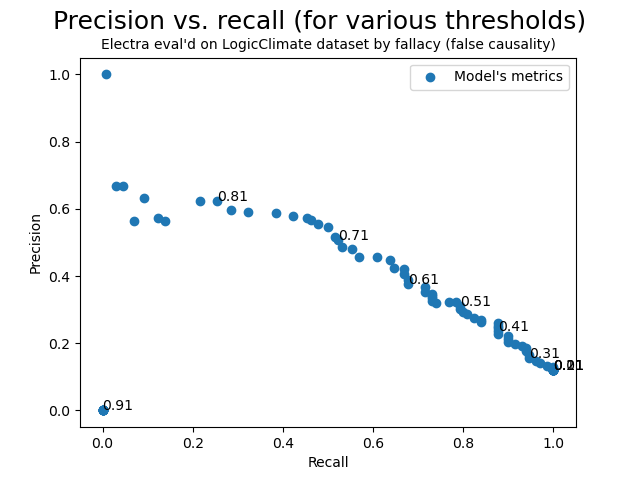 Precision vs. recall (for various thresholds)
Electra eval'd on LogicClimate dataset by fallacy (false causality)
Model's metrics
1.0
0.8
0.6
0.4
0.2
0.0
Precision
0.81
0.71
0.61
0.51
0.41
0.31
0.91
0.0 0.2 0.4 0.6 0.8 1.0
Recall